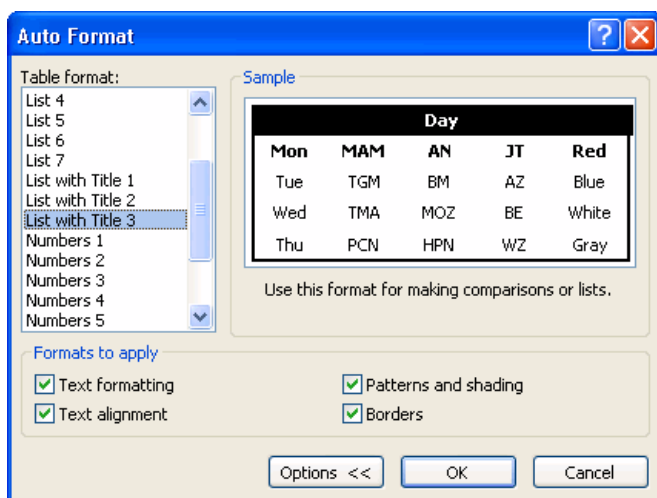 Auto Format
Table format:
List 4
List 5
List 6
List 7
List with Title 1
List with Title 2
List with Title 3
Numbers 1
Numbers 2
Numbers 3
Numbers 4
Numbers 5
Sample
Day
Mon MAM AN JT Red
Tue TGM BM AZ Blue
Wed TMA MOZ BE White
Thu PCN HPN WZ Gray
Use this format for making comparisons or lists.
Formats to apply
Text formatting Patterns and shading
Text alignment Borders
Options << OK Cancel